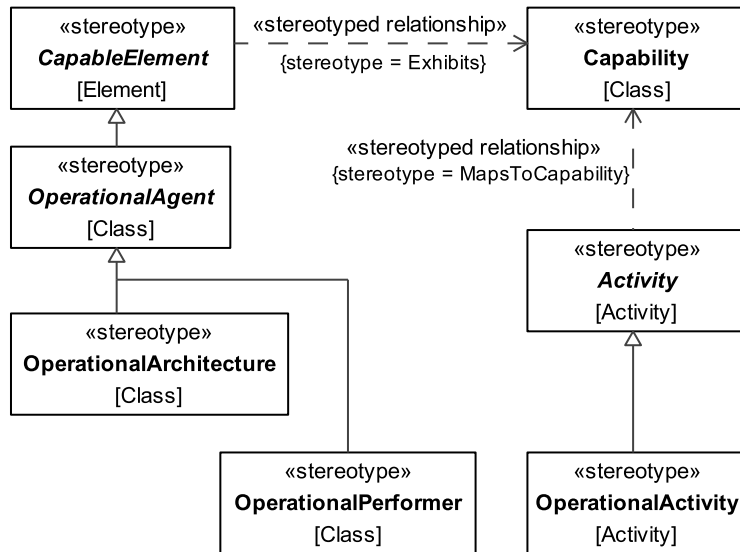 «stereotype»
CapableElement
[Element]
«stereotyped relationship»
{stereotype = Exhibits}
«stereotype»
Capability
[Class]
«stereotyped relationship»
{stereotype = MapsToCapability}
«stereotype»
OperationalAgent
[Class]
«stereotype»
Activity
[Activity]
«stereotype»
OperationalArchitecture
[Class]
«stereotype»
OperationalPerformer
[Class]
«stereotype»
OperationalActivity
[Activity]